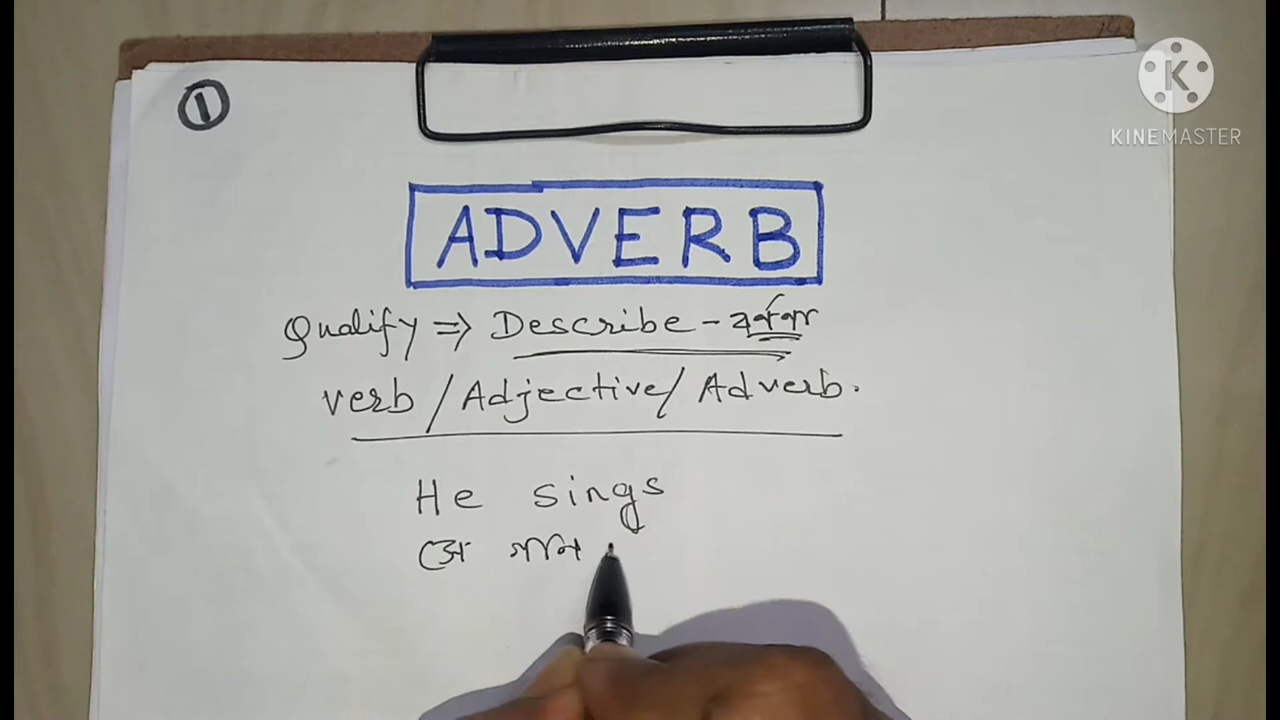 ①
KINEMASTER
ADVERB
Qualify => Describe - বর্ণনা
verb / Adjective / Adverb.
He sings
সে গান